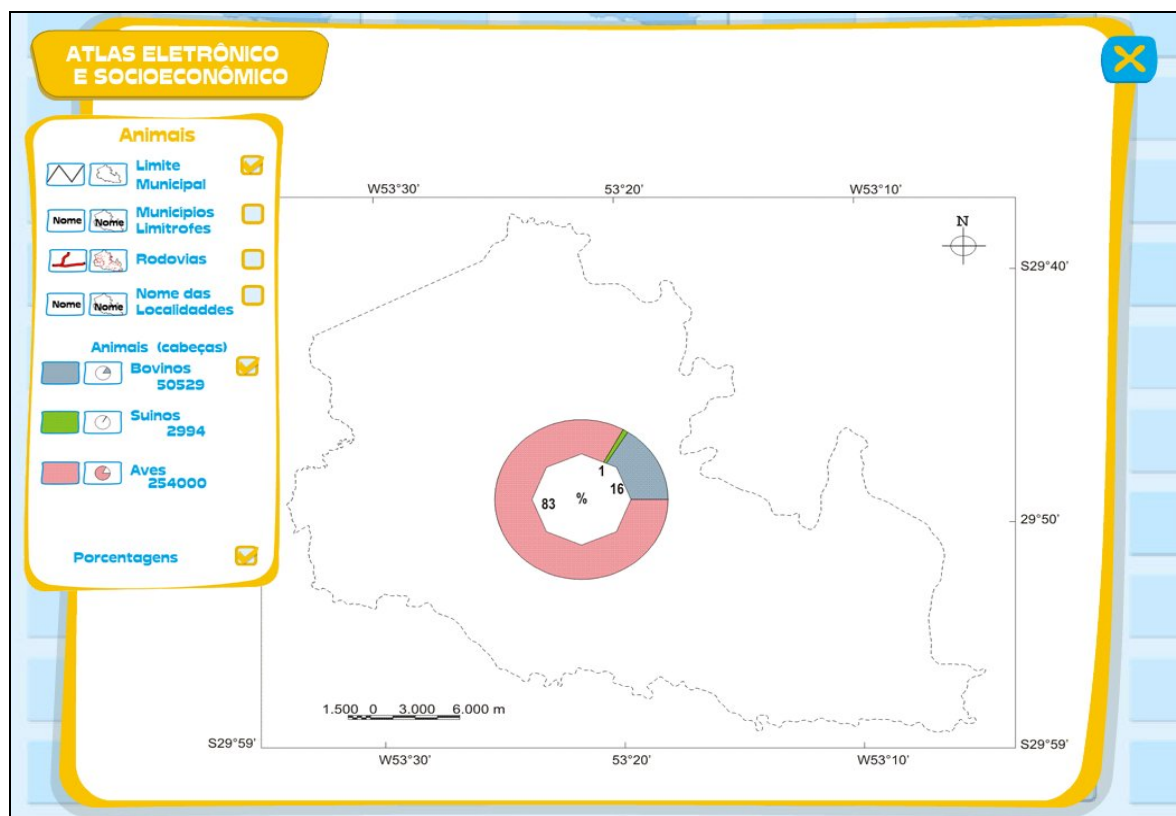 ATLAS ELETRÔNICO
E SOCIOECONÔMICO
Animais
Limite
Municipal
Nome Nome Municípios
Limítrofes
Rodovias
Nome Nome Nome das
Localidaddes
Animais (cabeças)
Bovinos
50529
Suinos
2994
Aves
254000
Porcentagens
W53°30' 53°20' W53°10'
N
S29°40'
29°50'
1
16
83 %
1.500 0 3.000 6.000 m
S29°59' S29°59'
W53°30' 53°20' W53°10'